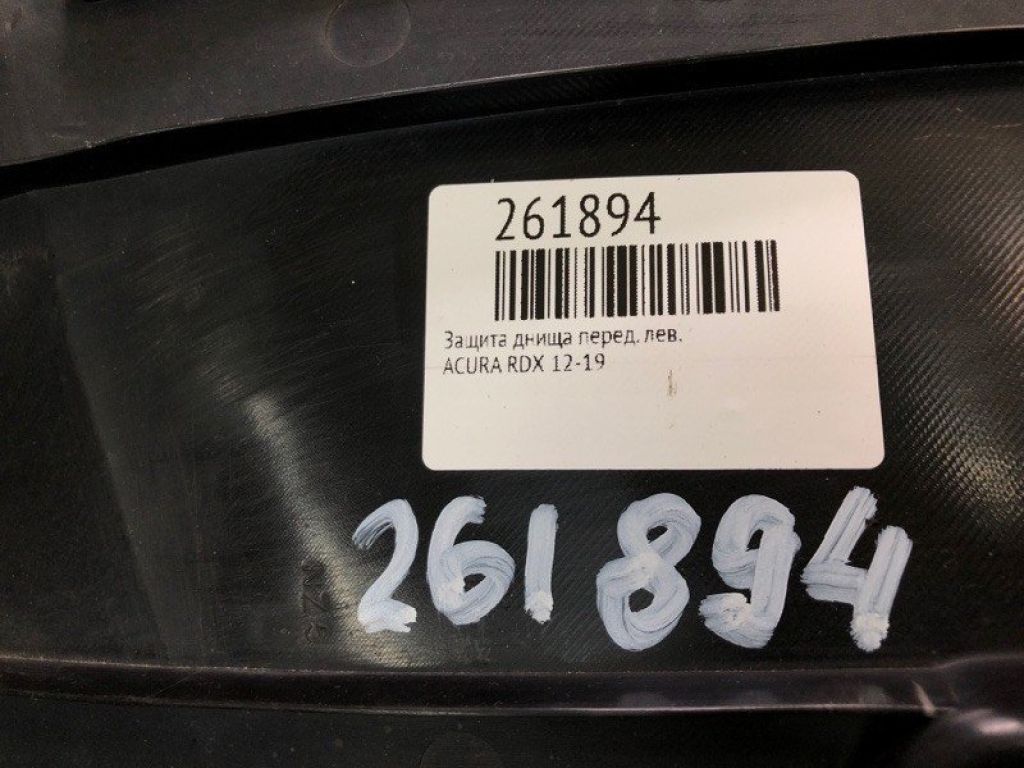 261894
Защита днища перед. лев.
ACURA RDX 12-19
261894